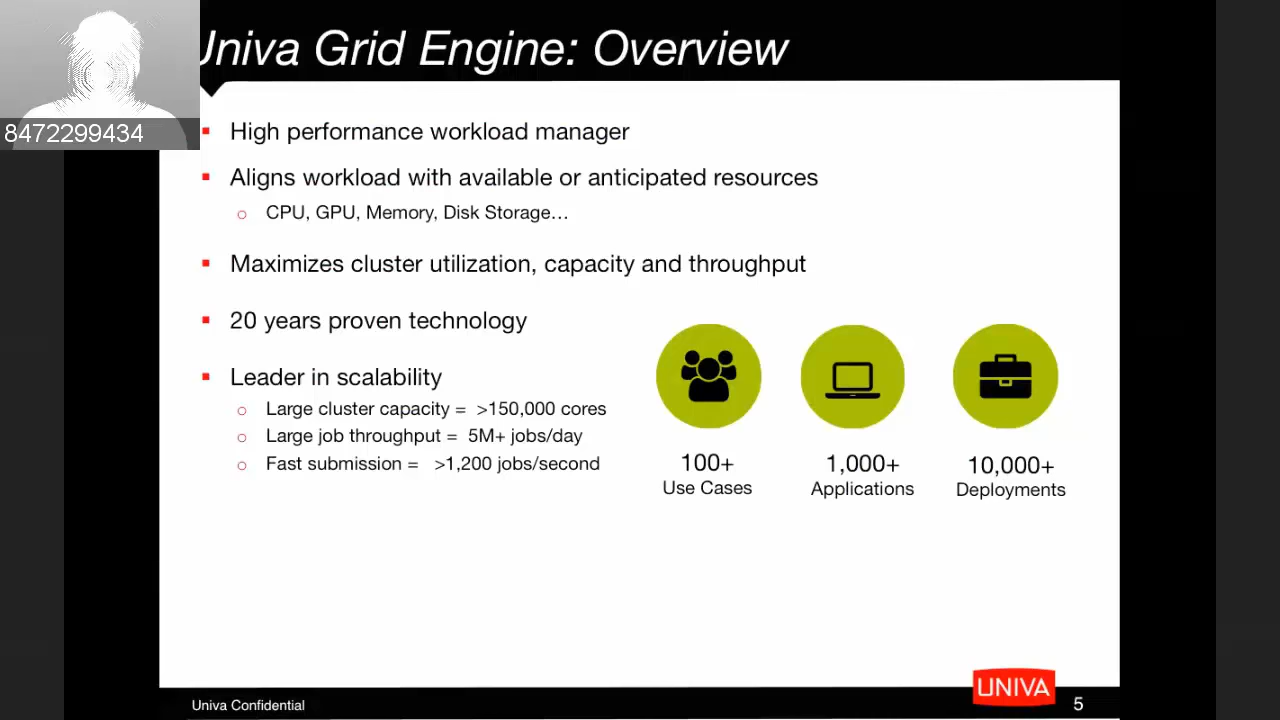 Univa Grid Engine: Overview
8472299434
High performance workload manager
Aligns workload with available or anticipated resources
CPU, GPU, Memory, Disk Storage…
Maximizes cluster utilization, capacity and throughput
20 years proven technology
Leader in scalability
Large cluster capacity = >150,000 cores
Large job throughput = 5M+ jobs/day
Fast submission = >1,200 jobs/second
100+
Use Cases
1,000+
Applications
10,000+
Deployments
Univa Confidential
UNIVA
5